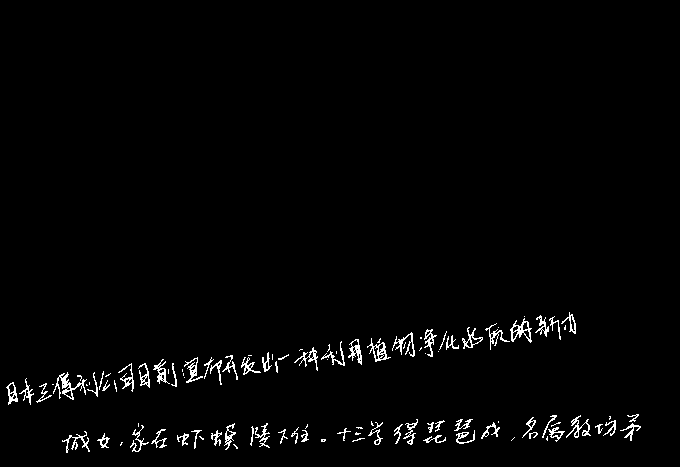 日本三得利公司日前宣布开发出一种利用植物净化水质的新方
城女，家在虾蟆陵下住。十三学得琵琶成，名属教坊第